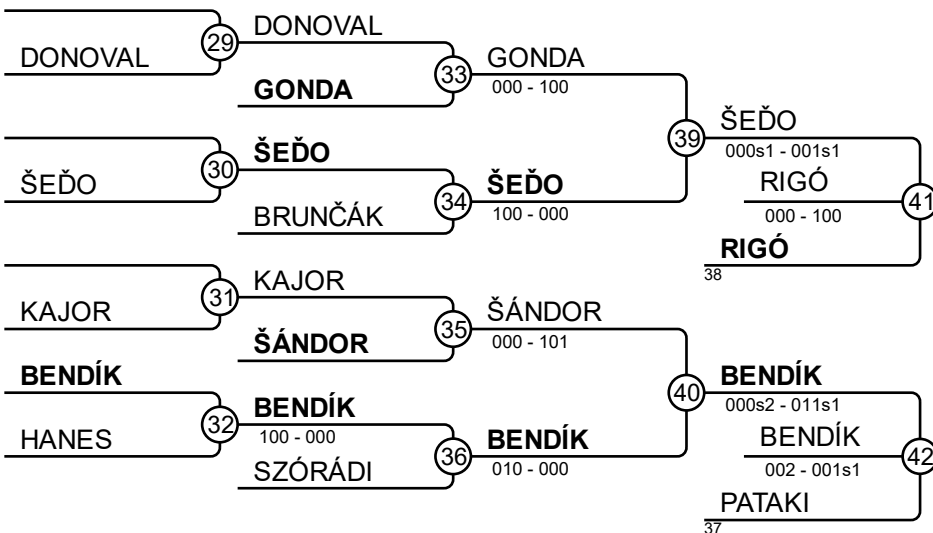 DONOVAL
29
DONOVAL
GONDA
33
GONDA
000 - 100
ŠEĎO
30
ŠEĎO
BRUNČÁK
34
ŠEĎO
100 - 000
39
ŠEĎO
000s1 - 001s1
RIGÓ
000 - 100
41
RIGÓ
38
KAJOR
31
KAJOR
ŠÁNDOR
35
ŠÁNDOR
000 - 101
BENDÍK
HANES
32
BENDÍK
100 - 000
SZÓRÁDI
36
BENDÍK
010 - 000
40
BENDÍK
000s2 - 011s1
BENDÍK
002 - 001s1
42
PATAKI
37